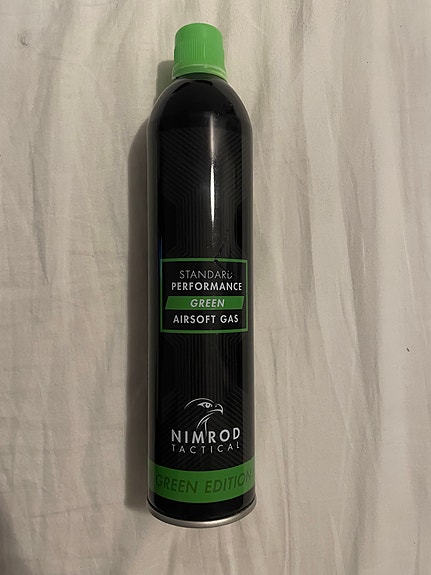 STANDARD
PERFORMANCE
GREEN
AIRSOFT GAS
NIMROD
TACTICAL
GREEN EDITION